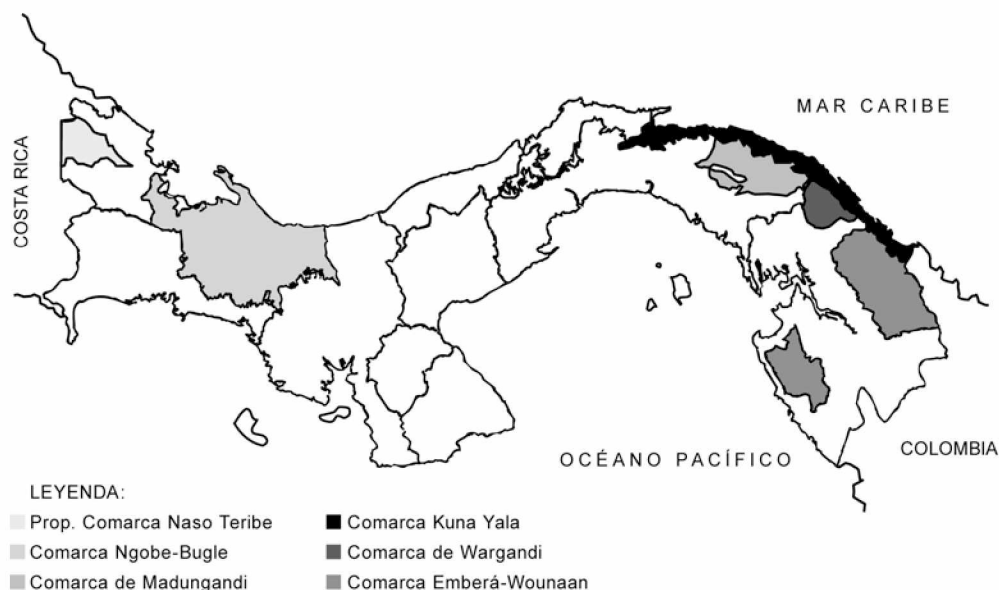 MAR CARIBE
COSTA RICA
COLOMBIA
OCÉANO PACÍFICO
LEYENDA:
Prop. Comarca Naso Teribe
Comarca Ngobe-Bugle
Comarca de Madungandi
Comarca Kuna Yala
Comarca de Wargandi
Comarca Emberá-Wounaan